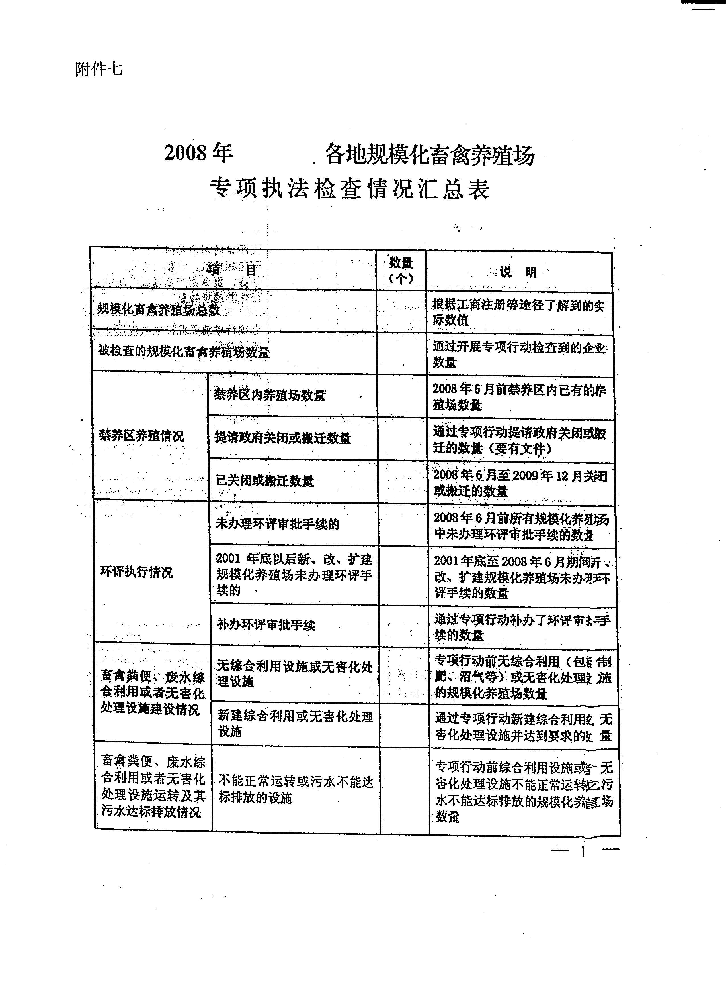 附件七
2008 年 各地规模化畜禽养殖场
专项执法检查情况汇总表
项 目
数量
（个）
说 明
规模化畜禽养殖场总数
根据工商注册等途径了解到的实
际数值
被检查的规模化畜禽养殖场数量
通过开展专项行动检查到的企业
数量
禁养区养殖情况
禁养区内养殖场数量
2008 年 6 月前禁养区内已有的养
殖场数量
提请政府关闭或搬迁数量
通过专项行动提请政府关闭或搬
迁的数量（要有文件）
已关闭或搬迁数量
2008 年 6 月至 2009 年 12 月关闭
或搬迁的数量
环评执行情况
未办理环评审批手续的
2008 年 6 月前所有规模化养殖场
中未办理环评审批手续的数量
2001 年底以后新、改、扩建
规模化养殖场未办理环评手
续的
2001 年底至 2008 年 6 月期间新、
改、扩建规模化养殖场未办理环
评手续的数量
补办环评审批手续
通过专项行动补办了环评审批手
续的数量
畜禽粪便、废水综
合利用或者无害化
处理设施建设情况
无综合利用设施或无害化处
理设施
专项行动前无综合利用（包括制
肥、沼气等）或无害化处理设施
的规模化养殖场数量
新建综合利用或无害化处理
设施
通过专项行动新建综合利用或无
害化处理设施并达到要求的数量
畜禽粪便、废水综
合利用或者无害化
处理设施运转及其
污水达标排放情况
不能正常运转或污水不能达
标排放的设施
专项行动前综合利用设施或者无
害化处理设施不能正常运转或污
水不能达标排放的规模化养殖场
数量
— 1 —